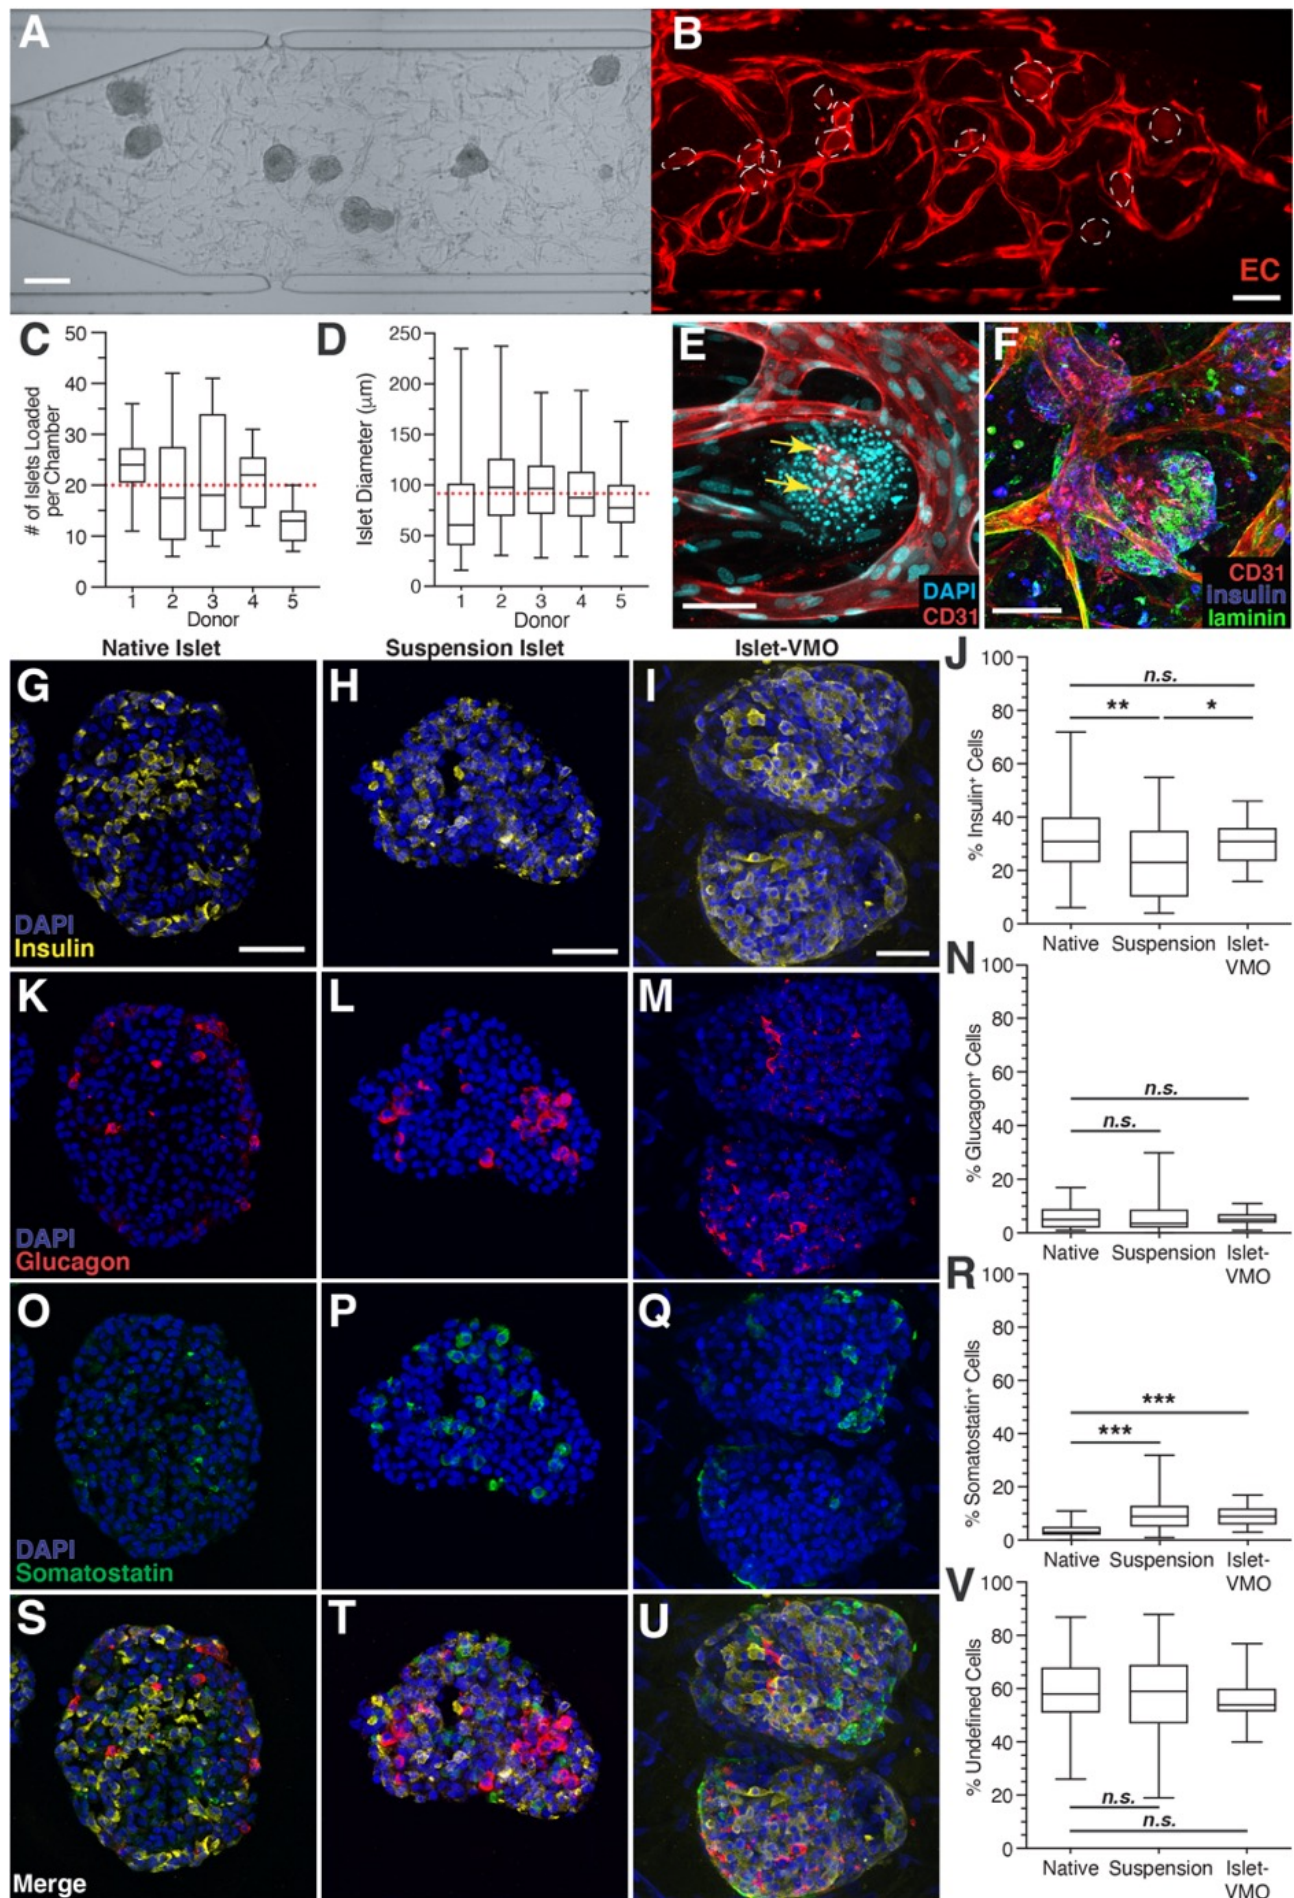 A
B
EC
C
# of Islets Loaded
per Chamber
50
40
30
20
10
0
1 2 3 4 5
Donor
D
Islet Diameter (μm)
250
200
150
100
50
0
1 2 3 4 5
Donor
E
DAPI
CD31
F
CD31
insulin
laminin
Native Islet
Suspension Islet
Islet-VMO
G
DAPI
Insulin
H
I
J
% Insulin+ Cells
100
80
60
40
20
0
n.s.
** *
Native Suspension Islet-
VMO
K
DAPI
Glucagon
L
M
N
% Glucagon+ Cells
100
80
60
40
20
0
n.s.
n.s.
Native Suspension Islet-
VMO
O
DAPI
Somatostatin
P
Q
R
% Somatostatin+ Cells
100
80
60
40
20
0
***
***
Native Suspension Islet-
VMO
S
Merge
T
U
V
% Undefined Cells
100
80
60
40
20
0
n.s.
n.s.
Native Suspension Islet-
VMO